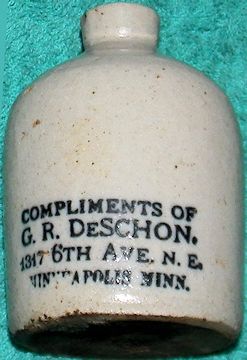 COMPLIMENTS OF
G. R. DESCHON.
1317 6TH AVE. N. E.
MINNEAPOLIS MINN.